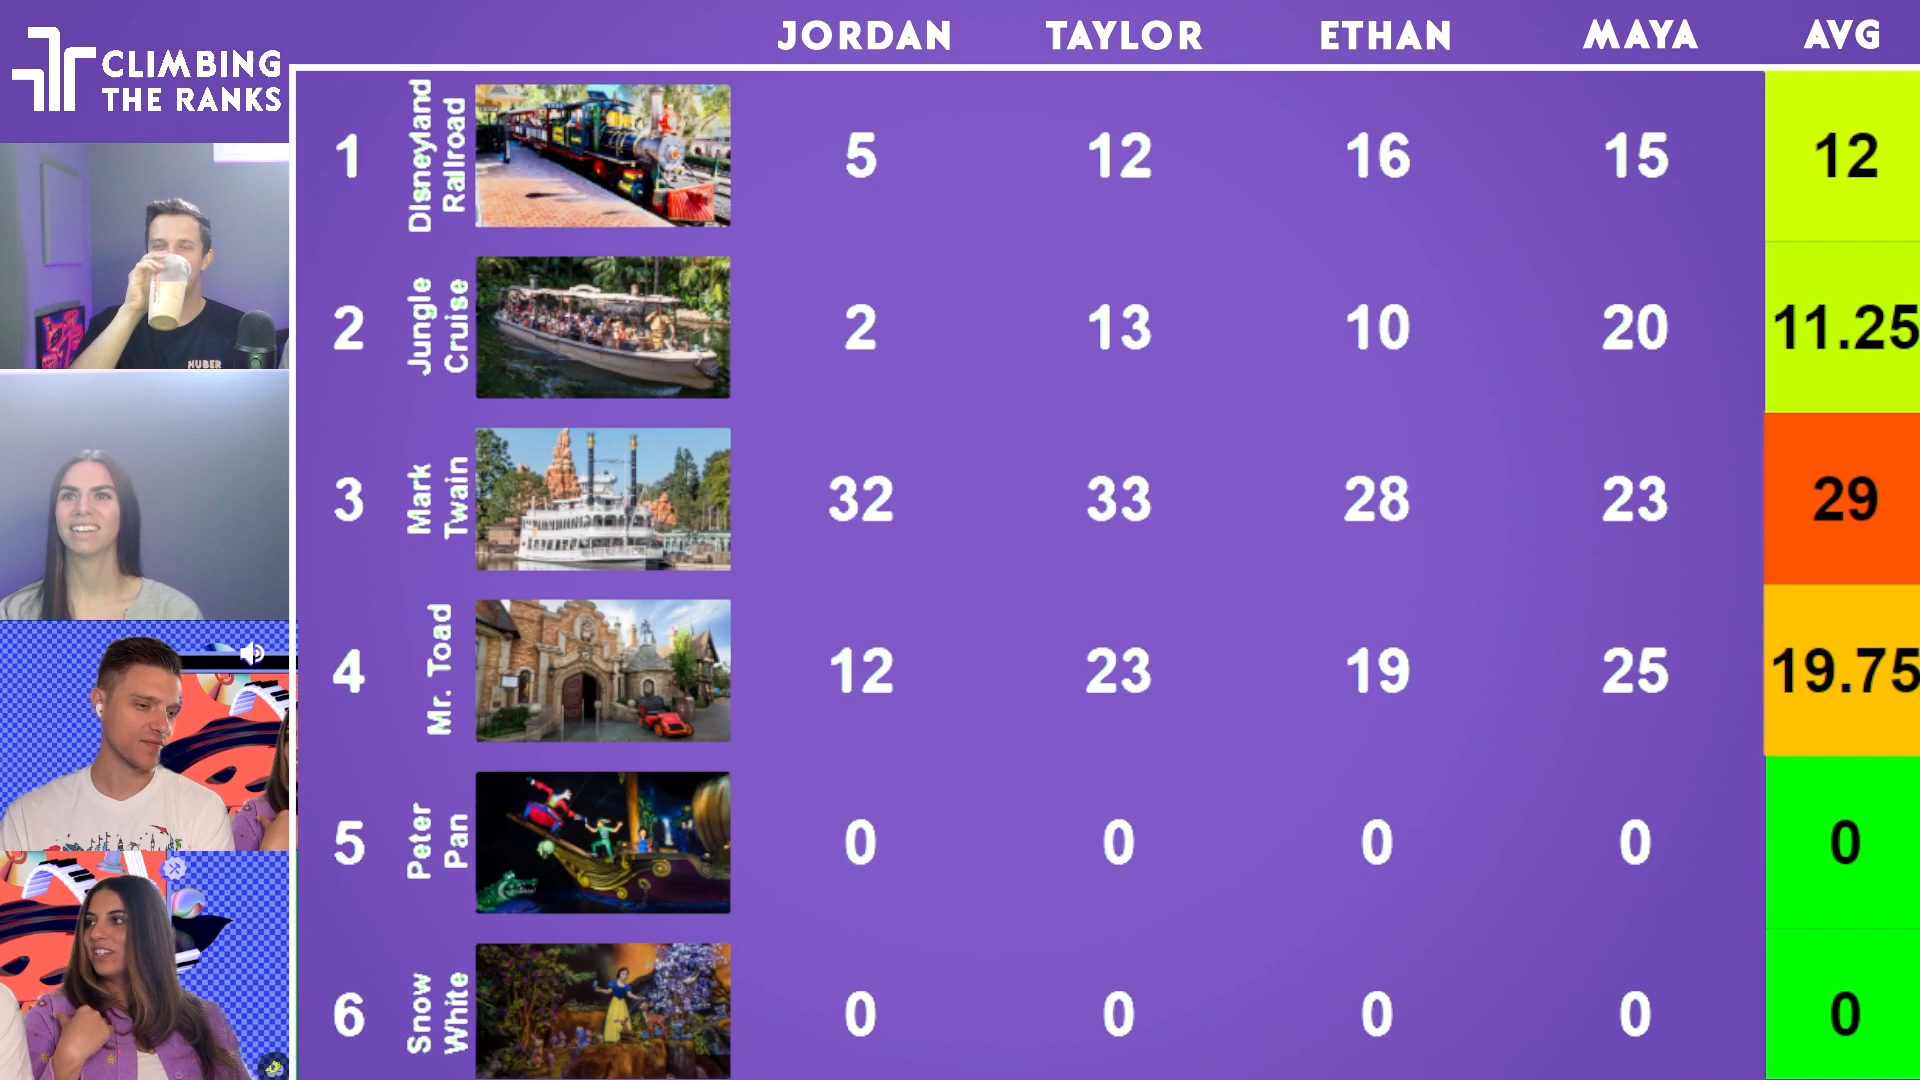 CLIMBING
THE RANKS
JORDAN TAYLOR ETHAN MAYA AVG
1 Disneyland Railroad 5 12 16 15 12
2 Jungle Cruise 2 13 10 20 11.25
3 Mark Twain 32 33 28 23 29
4 Mr. Toad 12 23 19 25 19.75
5 Peter Pan 0 0 0 0 0
6 Snow White 0 0 0 0 0
HUBER